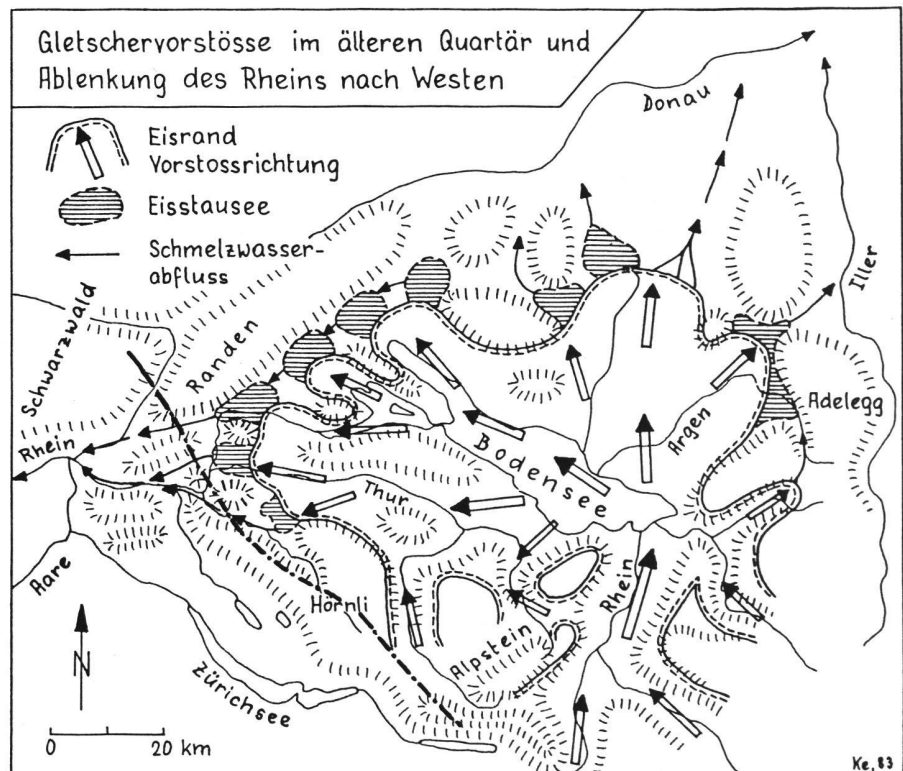 Gletschervorstösse im älteren Quartär und
Ablenkung des Rheins nach Westen
Eisrand
Vorstossrichtung
Eisstausee
Schmelzwasser-
abfluss
Donau
Iller
Schwarzwald
Randen
Adelegg
Argen
Rhein
Bodensee
Thur
Aare
Rhein
Hörnli
Alpstein
N
Zürichsee
0 20 km
Ke, 83